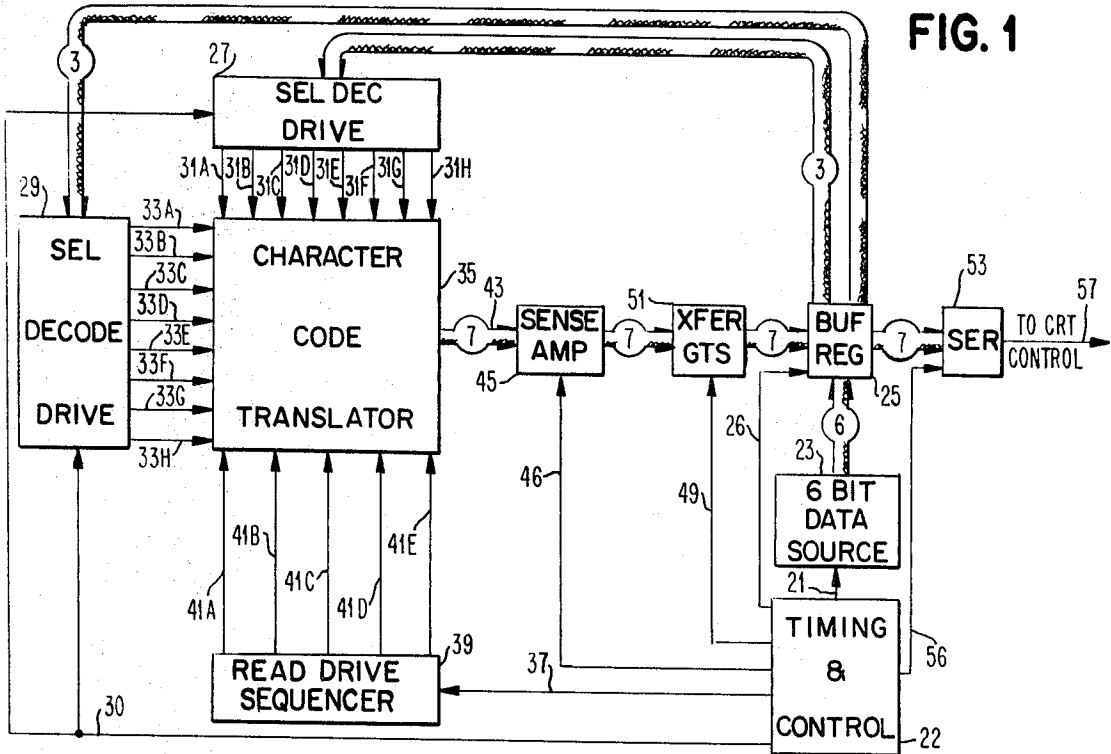 FIG. 1
3
27
SEL DEC
DRIVE
31A
31B
31C
31D
31E
31F
31G
31H
3
29
SEL
DECODE
DRIVE
33A
33B
33C
33D
33E
33F
33G
33H
CHARACTER
CODE
TRANSLATOR
35
43
7
SENSE
AMP
45
7
51
XFER
GTS
7
BUF
REG
25
7
53
SER
57
TO CRT
CONTROL
26
6
23
6 BIT
DATA
SOURCE
46
49
21
41A
41B
41C
41D
41E
39
READ DRIVE
SEQUENCER
37
TIMING
&
CONTROL
22
56
30